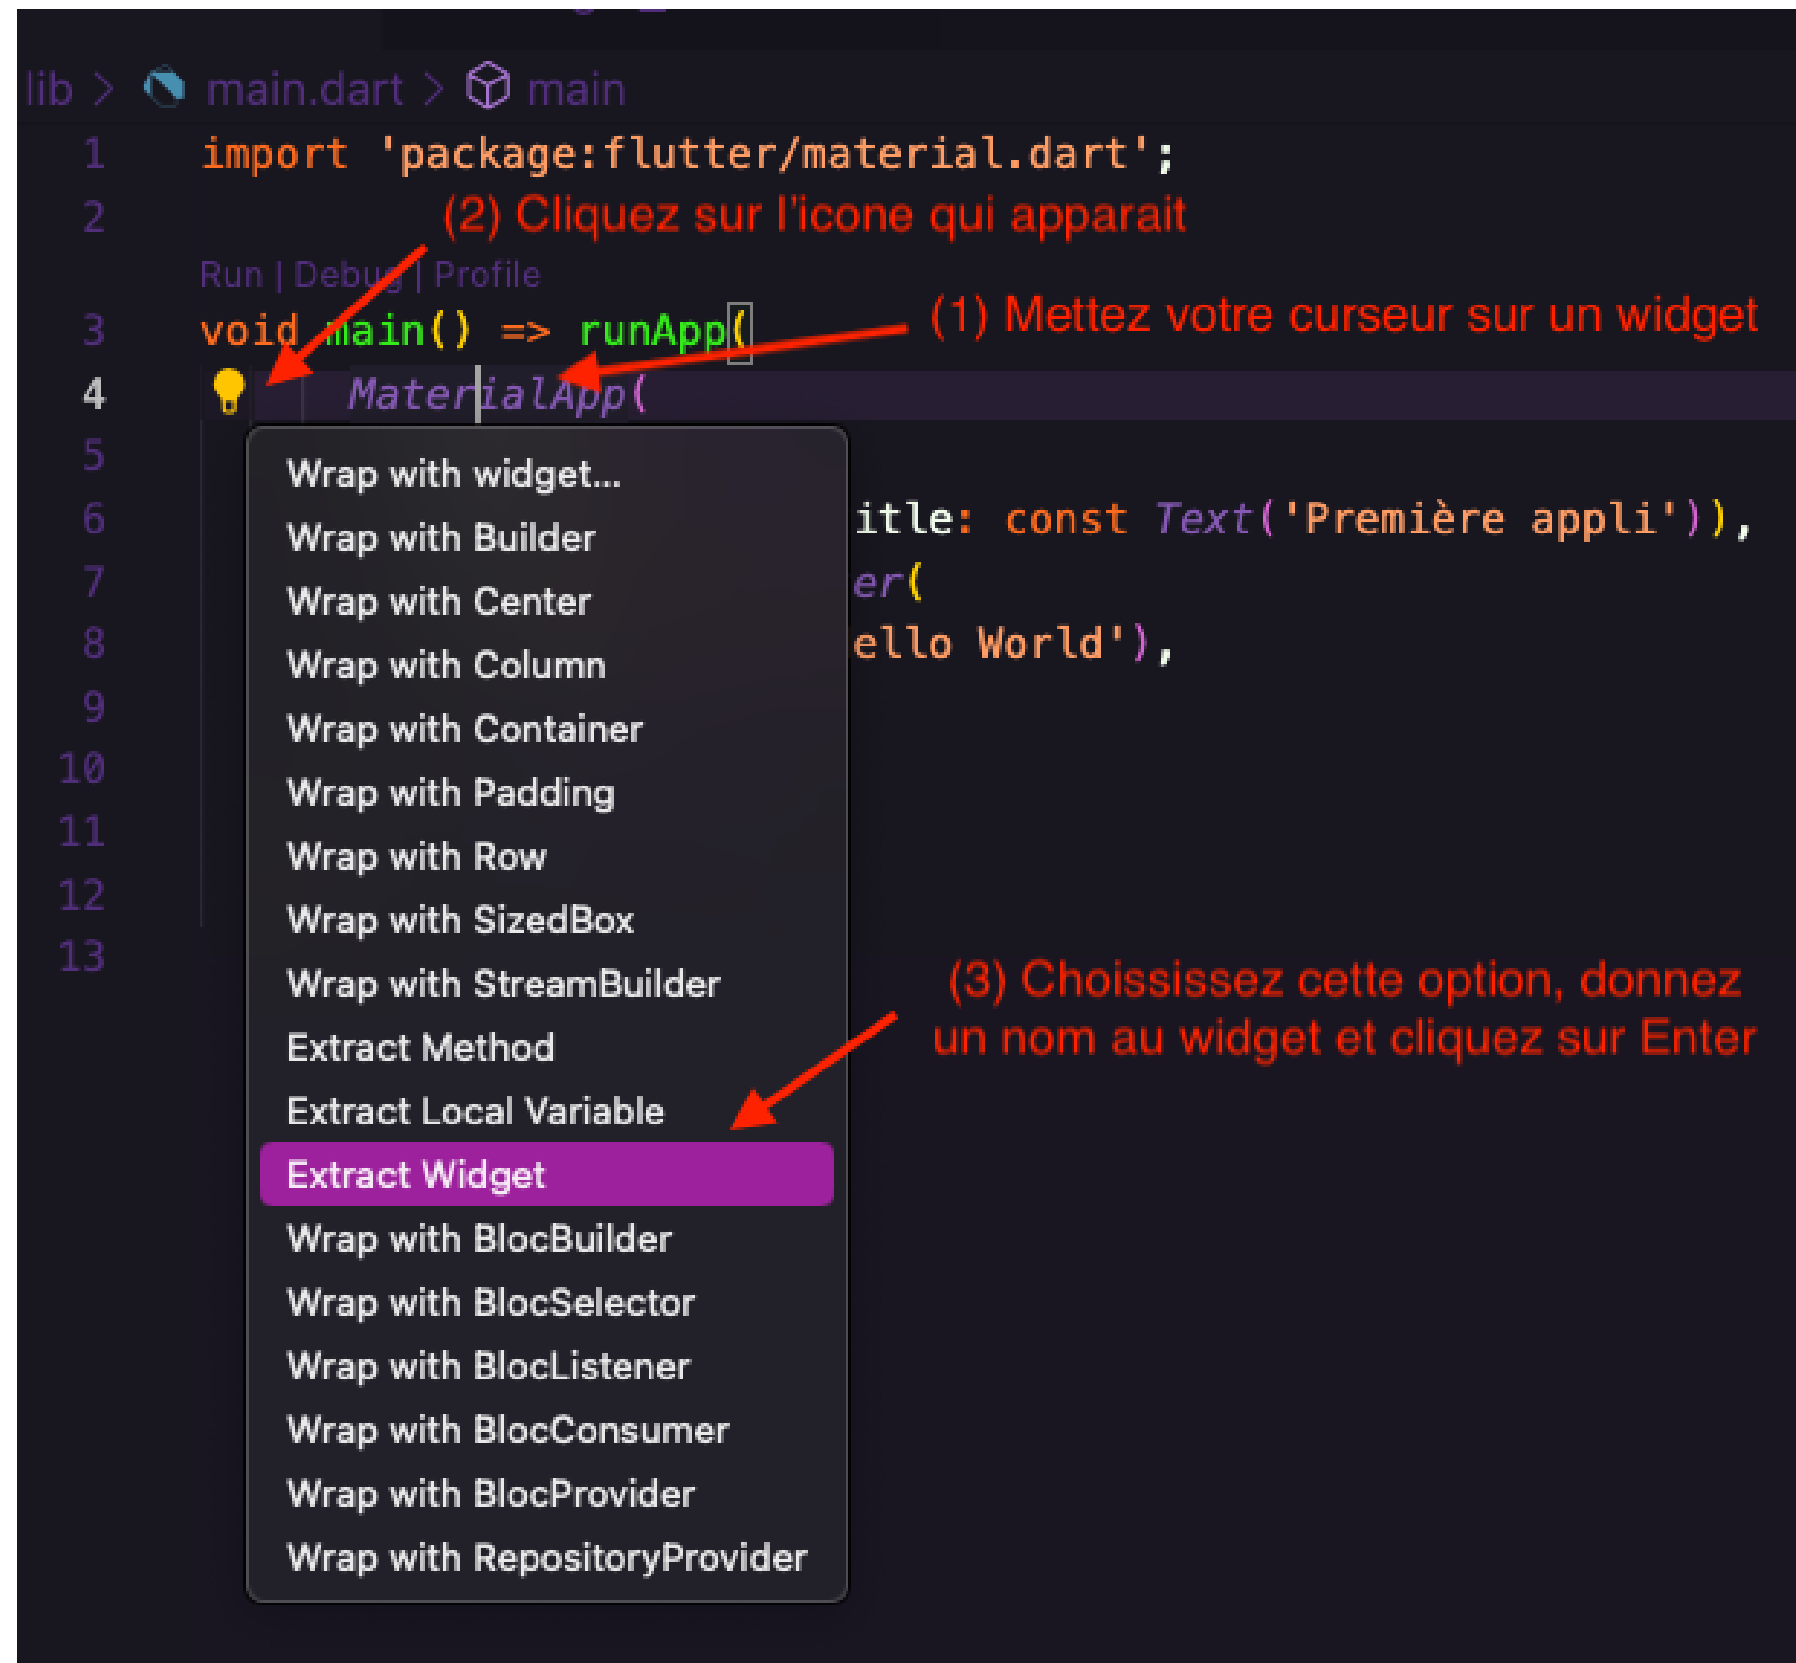 lib > main.dart > main
1 import 'package:flutter/material.dart';
2 (2) Cliquez sur l'icone qui apparait
Run | Debug | Profile
3 void main() => runApp( (1) Mettez votre curseur sur un widget
4 MaterialApp(
5
Wrap with widget...
6 itle: const Text('Première appli')),
Wrap with Builder
7 er(
Wrap with Center
8 ello World'),
Wrap with Column
9
Wrap with Container
10
Wrap with Padding
11
Wrap with Row
12
Wrap with SizedBox
13
Wrap with StreamBuilder
(3) Choississez cette option, donnez
un nom au widget et cliquez sur Enter
Extract Method
Extract Local Variable
Extract Widget
Wrap with BlocBuilder
Wrap with BlocSelector
Wrap with BlocListener
Wrap with BlocConsumer
Wrap with BlocProvider
Wrap with RepositoryProvider